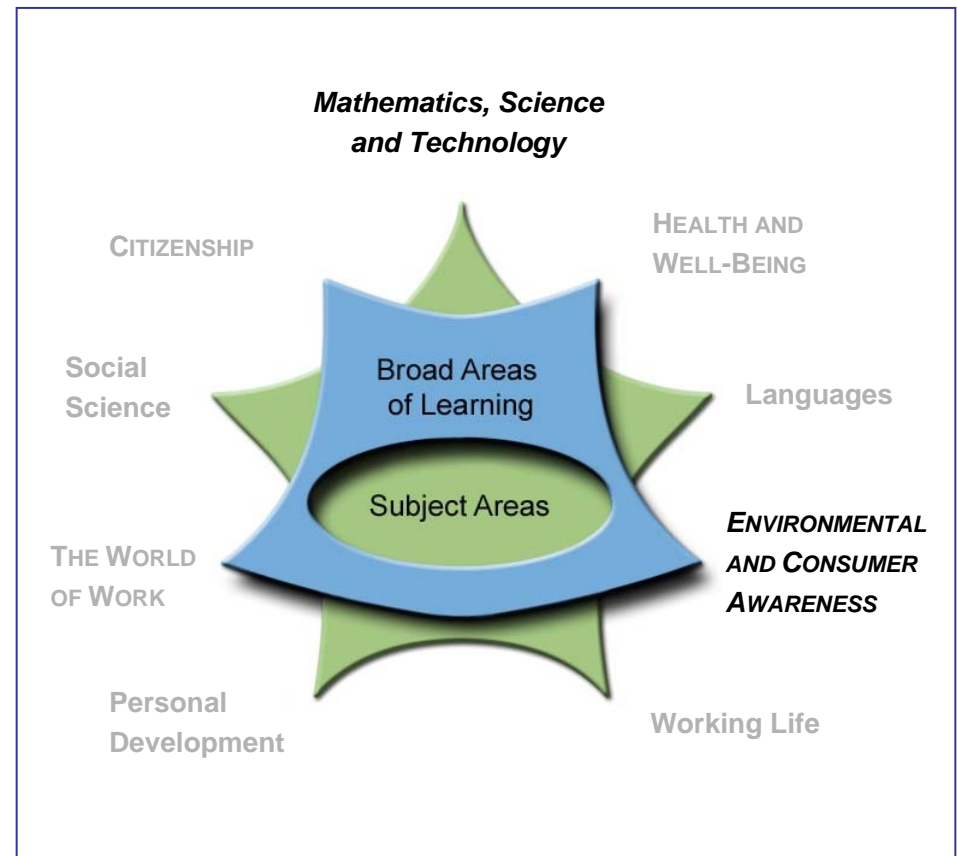 Mathematics, Science
and Technology
CITIZENSHIP
HEALTH AND
WELL-BEING
Social
Science
Broad Areas
of Learning
Languages
Subject Areas
THE WORLD
OF WORK
ENVIRONMENTAL
AND CONSUMER
AWARENESS
Personal
Development
Working Life